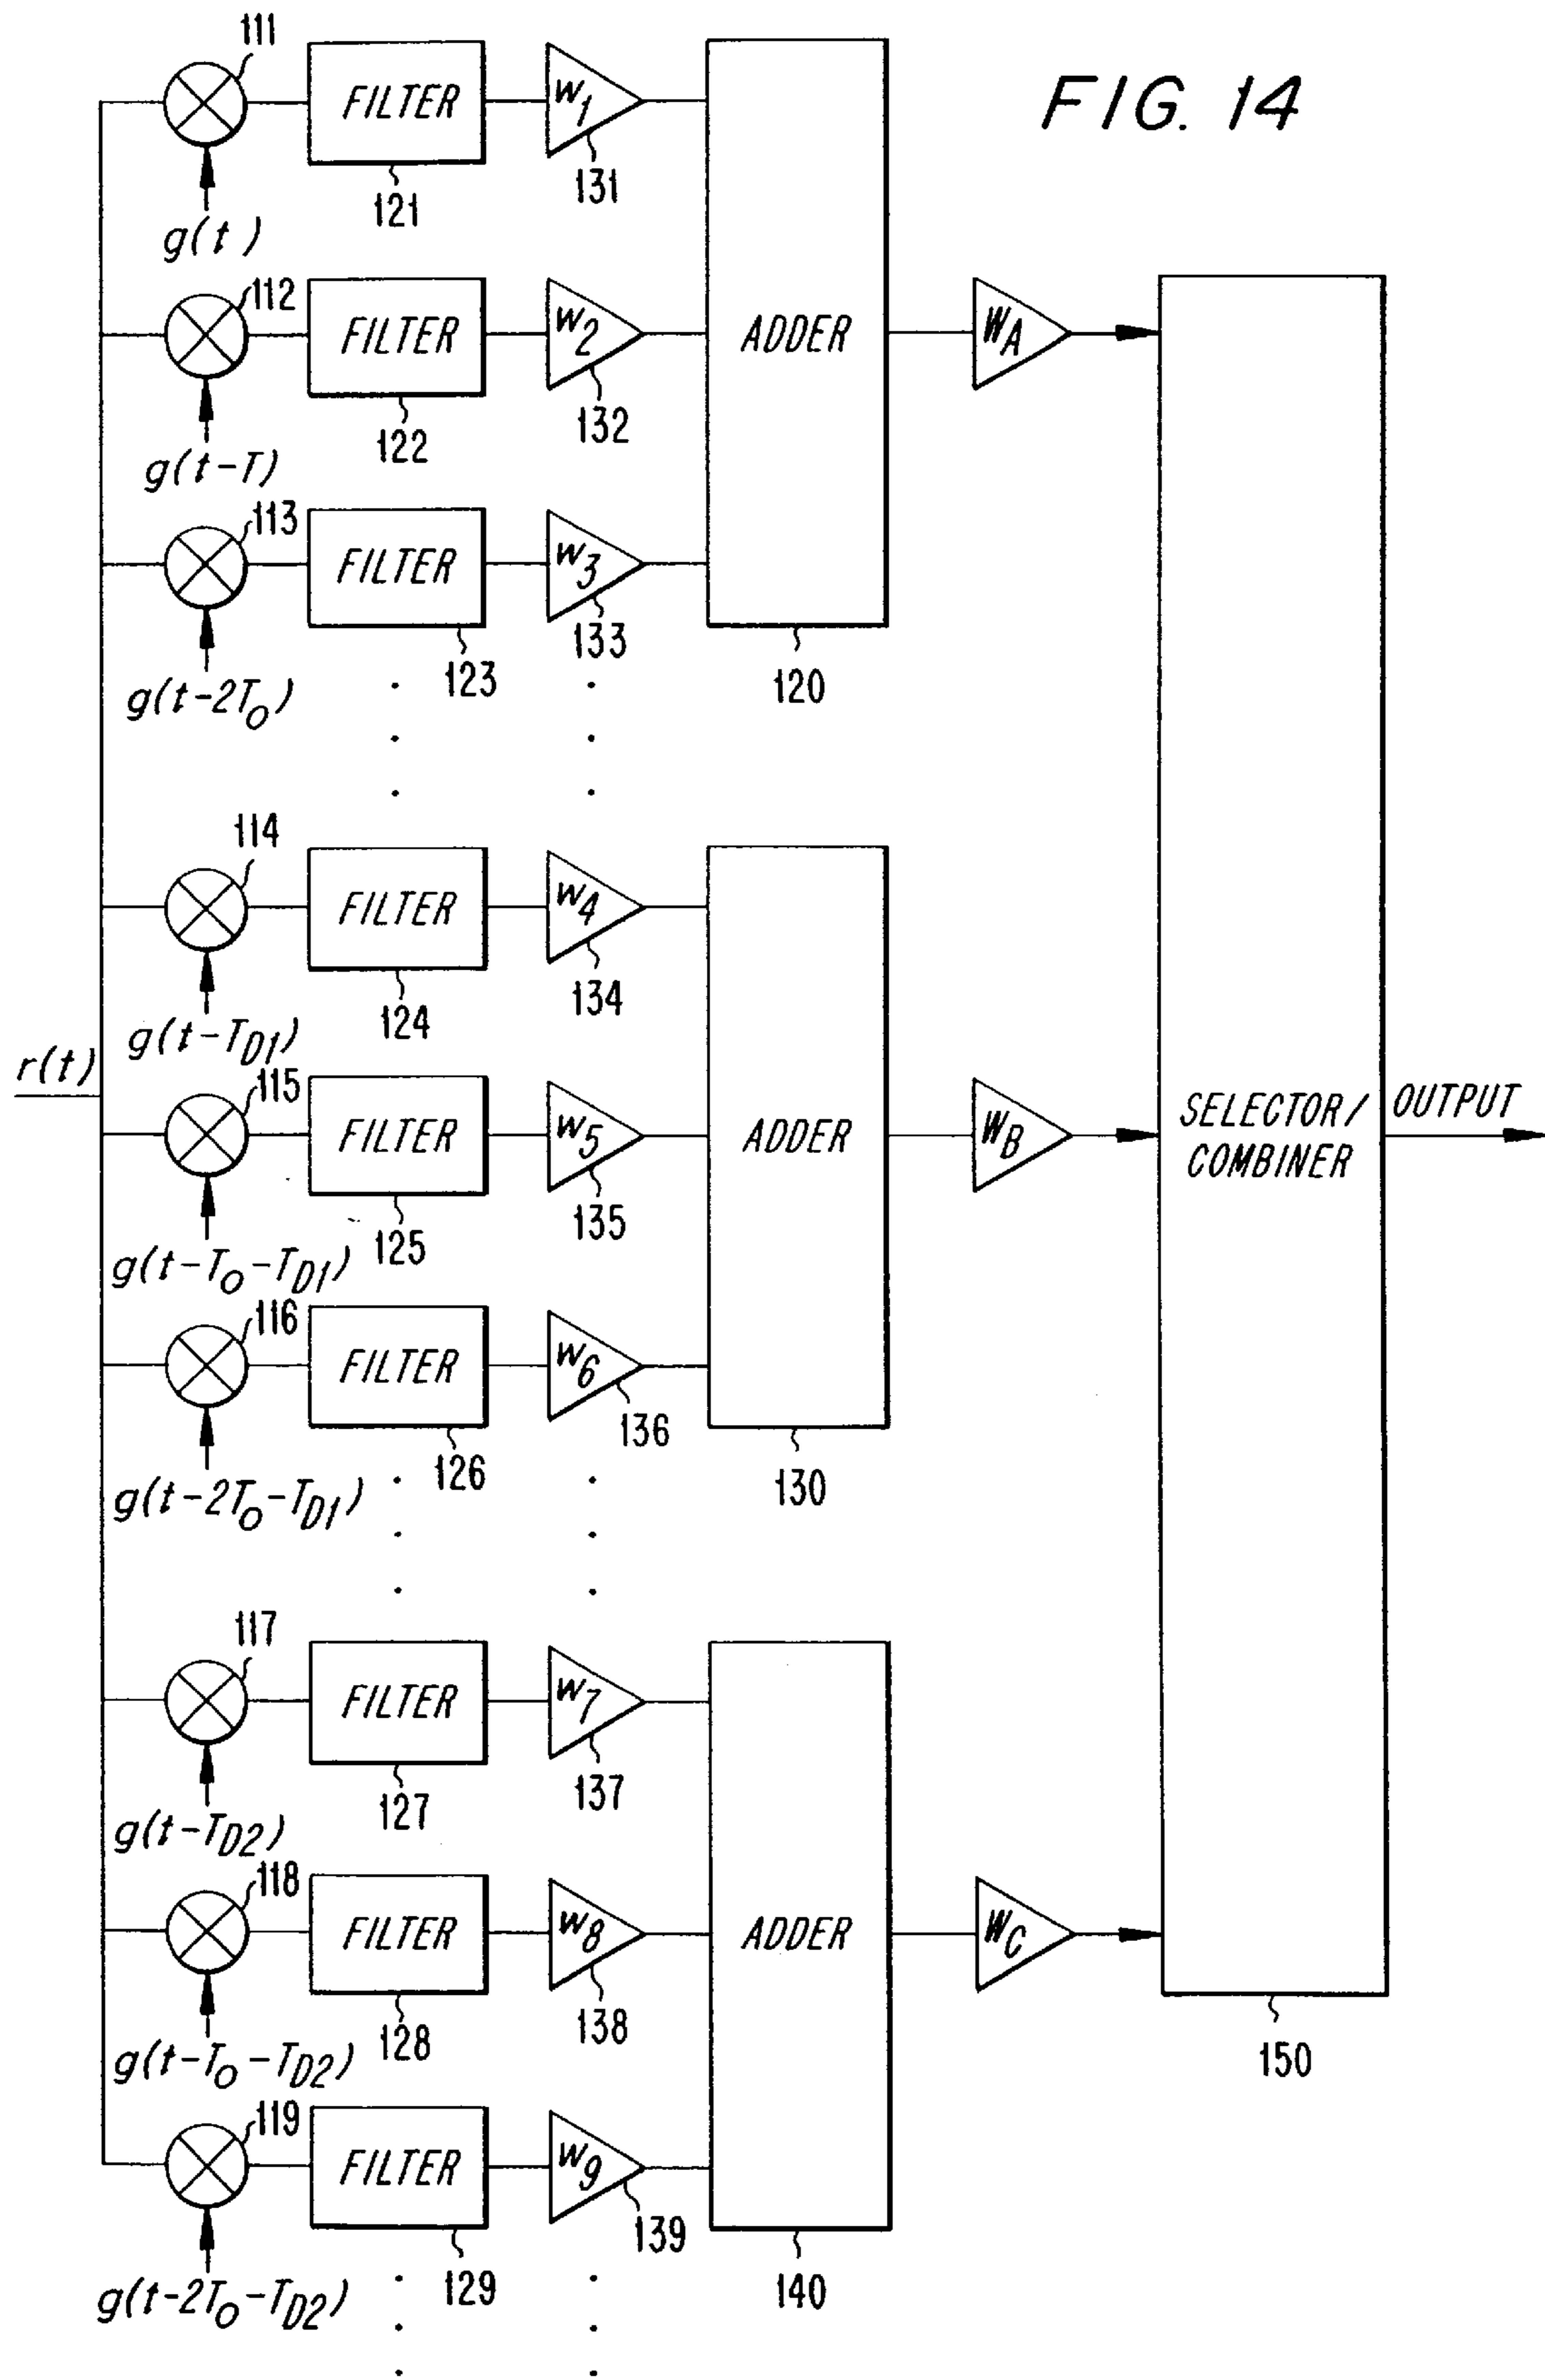 FIG. 14
111
FILTER
121
W1
131
g(t)
112
FILTER
122
W2
132
ADDER
WA
g(t-T)
113
FILTER
123
W3
133
120
g(t-2TO)
114
FILTER
124
W4
134
g(t-TD1)
r(t)
115
FILTER
125
W5
135
ADDER
WB
SELECTOR/
COMBINER
OUTPUT
g(t-TO-TD1)
116
FILTER
126
W6
136
130
g(t-2TO-TD1)
117
FILTER
127
W7
137
g(t-TD2)
118
FILTER
128
W8
138
ADDER
WC
150
g(t-TO-TD2)
119
FILTER
129
W9
139
140
g(t-2TO-TD2)